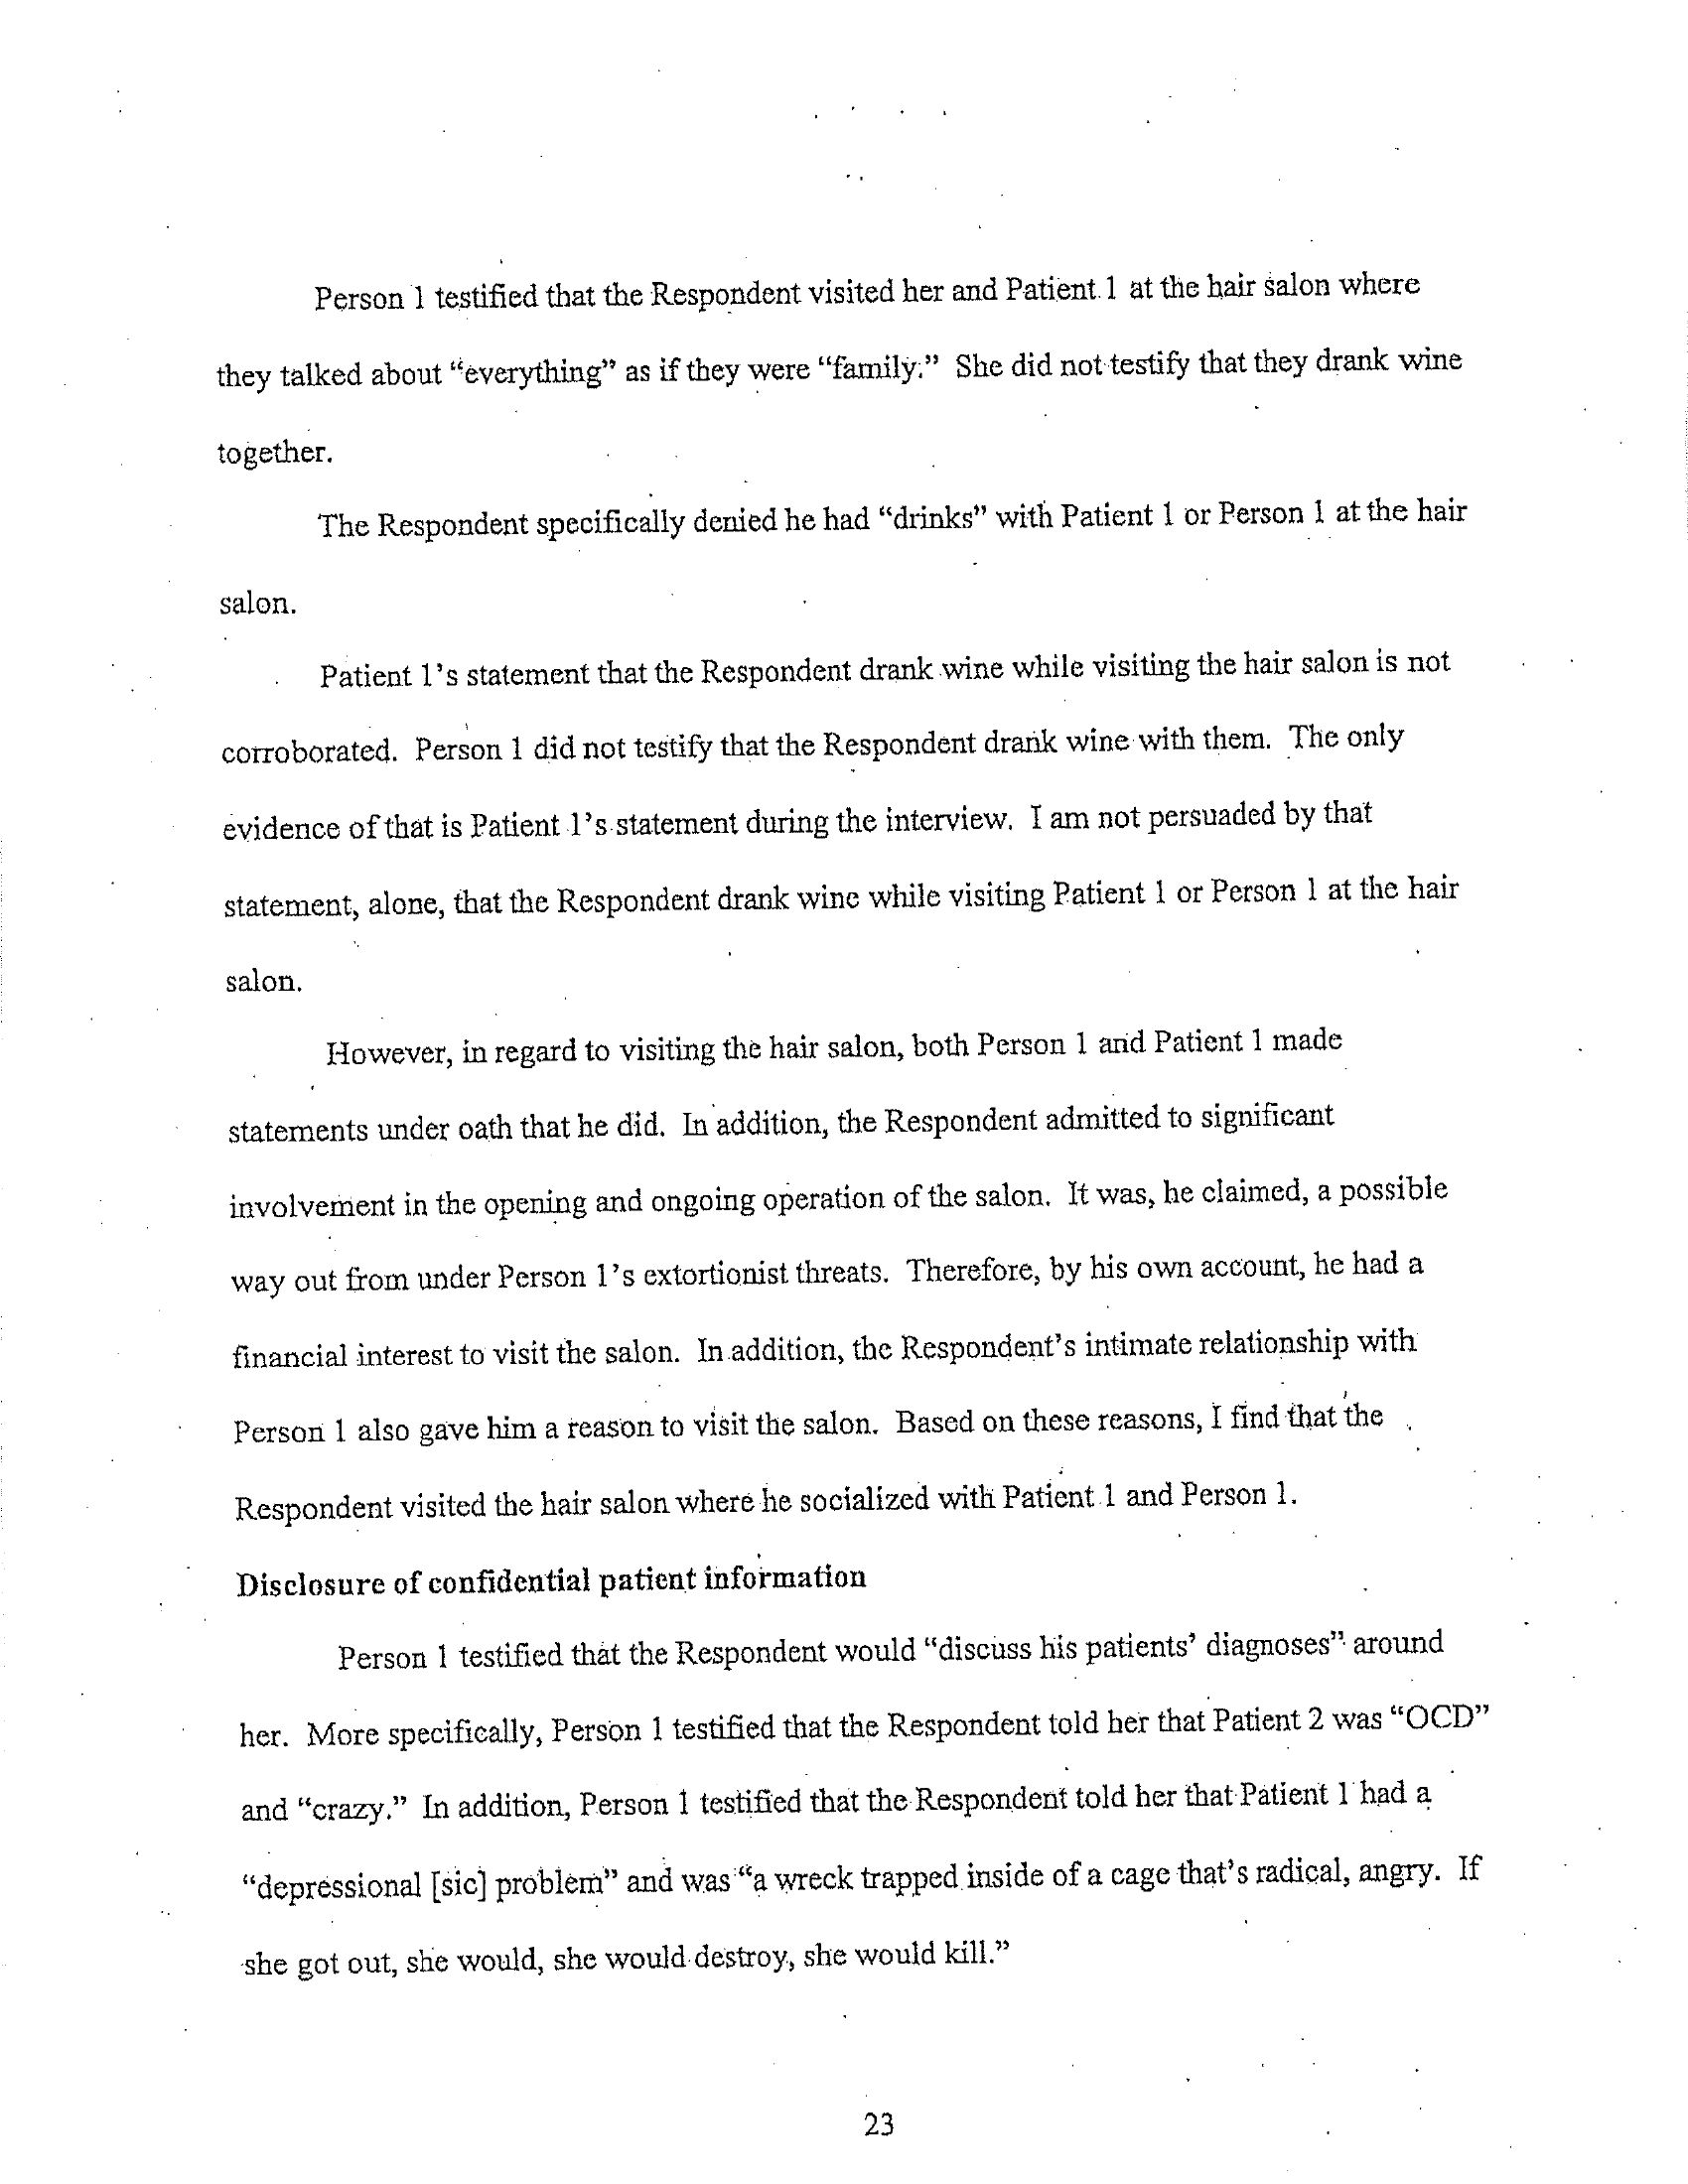 Person 1 testified that the Respondent visited her and Patient 1 at the hair salon where
they talked about “everything” as if they were “family.” She did not testify that they drank wine
together.
The Respondent specifically denied he had “drinks” with Patient 1 or Person 1 at the hair
salon.
Patient 1’s statement that the Respondent drank wine while visiting the hair salon is not
corroborated. Person 1 did not testify that the Respondent drank wine with them. The only
evidence of that is Patient 1’s statement during the interview. I am not persuaded by that
statement, alone, that the Respondent drank wine while visiting Patient 1 or Person 1 at the hair
salon.
However, in regard to visiting the hair salon, both Person 1 and Patient 1 made
statements under oath that he did. In addition, the Respondent admitted to significant
involvement in the opening and ongoing operation of the salon. It was, he claimed, a possible
way out from under Person 1’s extortionist threats. Therefore, by his own account, he had a
financial interest to visit the salon. In addition, the Respondent’s intimate relationship with
Person 1 also gave him a reason to visit the salon. Based on these reasons, I find that the
Respondent visited the hair salon where he socialized with Patient 1 and Person 1.
Disclosure of confidential patient information
Person 1 testified that the Respondent would “discuss his patients’ diagnoses” around
her. More specifically, Person 1 testified that the Respondent told her that Patient 2 was “OCD”
and “crazy.” In addition, Person 1 testified that the Respondent told her that Patient 1 had a
“depressional [sic] problem” and was “a wreck trapped inside of a cage that’s radical, angry. If
she got out, she would, she would destroy, she would kill.”
23